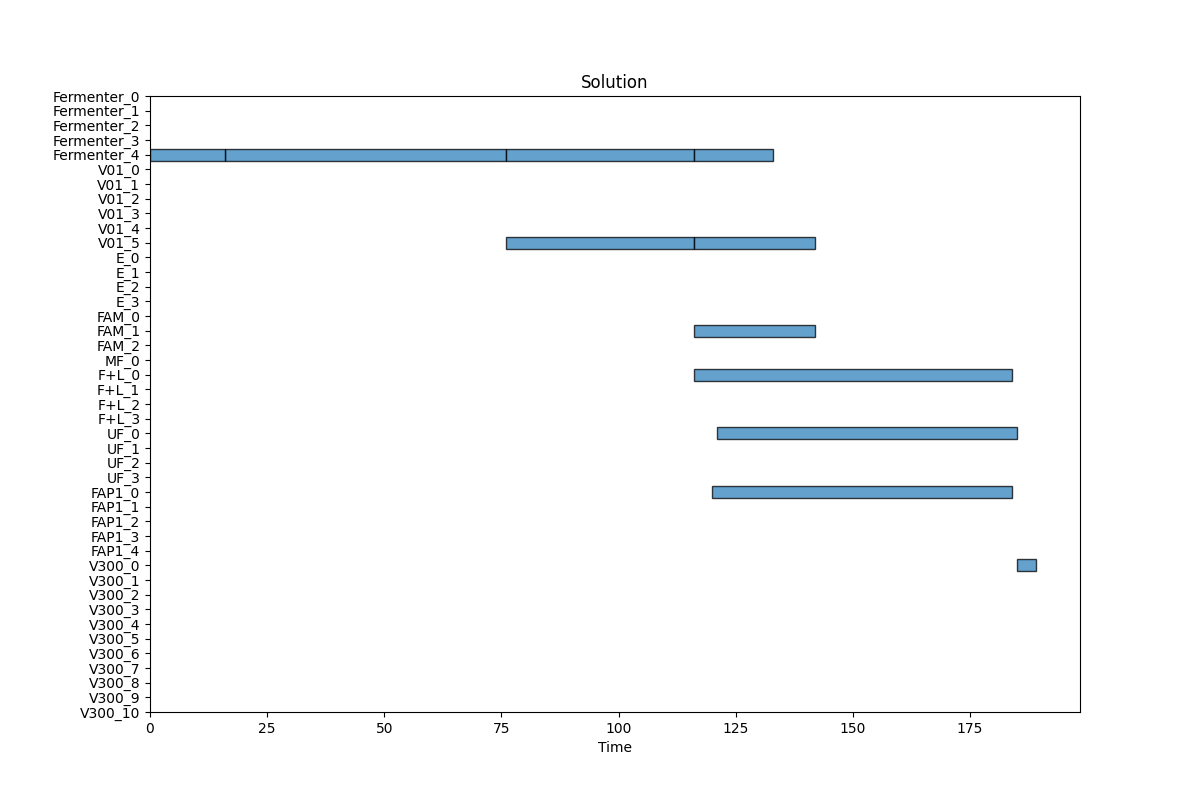 Solution
Fermenter_0
Fermenter_1
Fermenter_2
Fermenter_3
Fermenter_4
V01_0
V01_1
V01_2
V01_3
V01_4
V01_5
E_0
E_1
E_2
E_3
FAM_0
FAM_1
FAM_2
MF_0
F+L_0
F+L_1
F+L_2
F+L_3
UF_0
UF_1
UF_2
UF_3
FAP1_0
FAP1_1
FAP1_2
FAP1_3
FAP1_4
V300_0
V300_1
V300_2
V300_3
V300_4
V300_5
V300_6
V300_7
V300_8
V300_9
V300_10
0 25 50 75 100 125 150 175
Time